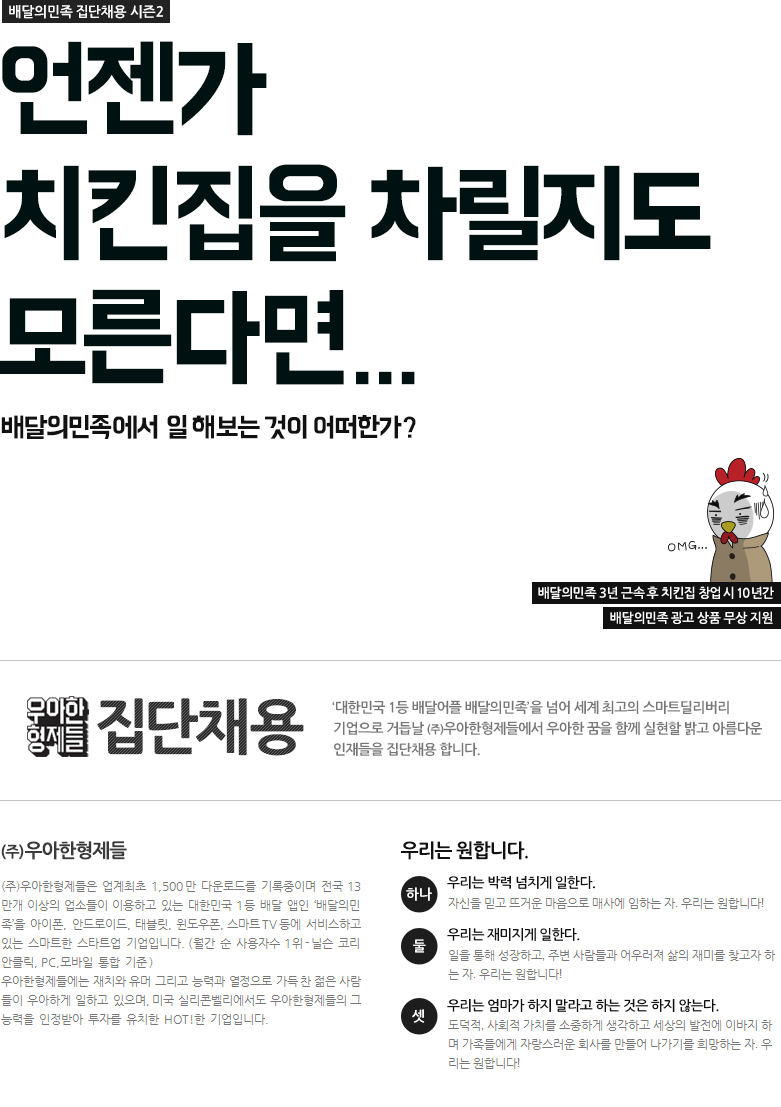 배달의민족 집단채용 시즌2
언젠가
치킨집을 차릴지도
모른다면...
배달의민족에서 일 해보는 것이 어떠한가?
OMG...
배달의민족 3년 근속 후 치킨집 창업 시 10년간
배달의민족 광고 상품 무상 지원
우아한
형제들
집단채용
‘대한민국 1등 배달어플 배달의민족’을 넘어 세계 최고의 스마트딜리버리
기업으로 거듭날 (주)우아한형제들에서 우아한 꿈을 함께 실현할 밝고 아름다운
인재들을 집단채용 합니다.
(주)우아한형제들
(주)우아한형제들은 업계최초 1,500만 다운로드를 기록중이며 전국 13
만개 이상의 업소들이 이용하고 있는 대한민국 1등 배달 앱인 ‘배달의민
족’을 아이폰, 안드로이드, 태블릿, 윈도우폰, 스마트TV등에 서비스하고
있는 스마트한 스타트업 기업입니다. (월간 순 사용자수 1위-닐슨 코리
안클릭, PC,모바일 통합 기준)
우아한형제들에는 재치와 유머 그리고 능력과 열정으로 가득 찬 젊은 사람
들이 우아하게 일하고 있으며, 미국 실리콘벨리에서도 우아한형제들의 그
능력을 인정받아 투자를 유치한 HOT!한 기업입니다.
우리는 원합니다.
하나
우리는 박력 넘치게 일한다.
자신을 믿고 뜨거운 마음으로 매사에 임하는 자. 우리는 원합니다!
둘
우리는 재미지게 일한다.
일을 통해 성장하고, 주변 사람들과 어우러져 삶의 재미를 찾고자 하
는 자. 우리는 원합니다!
셋
우리는 엄마가 하지 말라고 하는 것은 하지 않는다.
도덕적, 사회적 가치를 소중하게 생각하고 세상의 발전에 이바지 하
며 가족들에게 자랑스러운 회사를 만들어 나가기를 희망하는 자. 우
리는 원합니다!